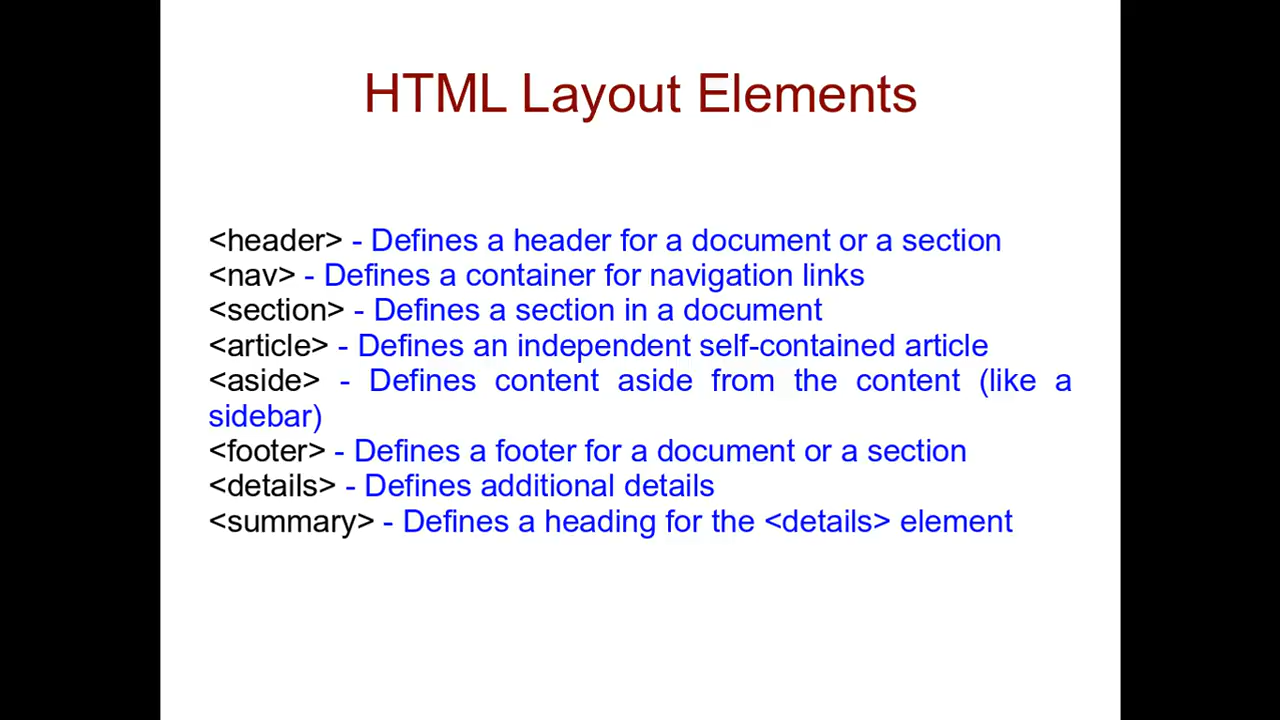 HTML Layout Elements
<header> - Defines a header for a document or a section
<nav> - Defines a container for navigation links
<section> - Defines a section in a document
<article> - Defines an independent self-contained article
<aside> - Defines content aside from the content (like a
sidebar)
<footer> - Defines a footer for a document or a section
<details> - Defines additional details
<summary> - Defines a heading for the <details> element